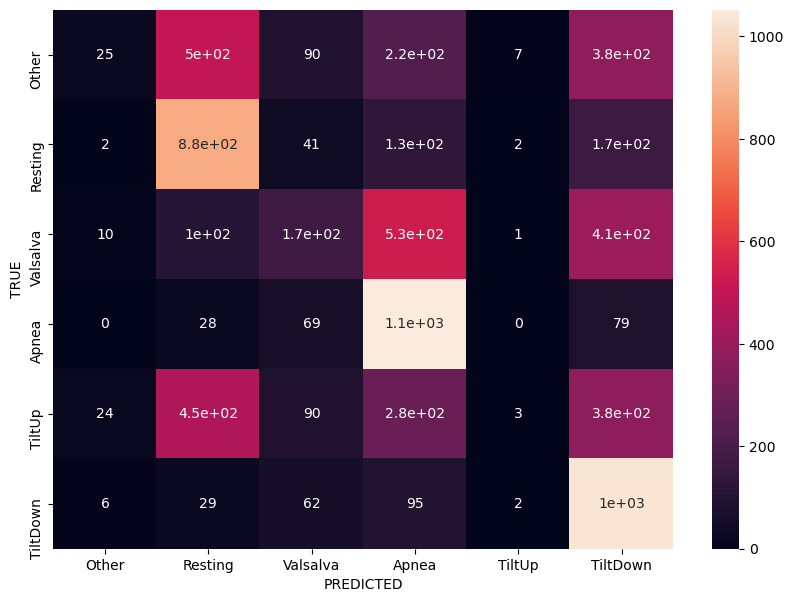 Other 25 5e+02 90 2.2e+02 7 3.8e+02
Resting 2 8.8e+02 41 1.3e+02 2 1.7e+02
Valsalva 10 1e+02 1.7e+02 5.3e+02 1 4.1e+02
Apnea 0 28 69 1.1e+03 0 79
TiltUp 24 4.5e+02 90 2.8e+02 3 3.8e+02
TiltDown 6 29 62 95 2 1e+03
TRUE
Other Resting Valsalva Apnea TiltUp TiltDown
PREDICTED
1000
800
600
400
200
0